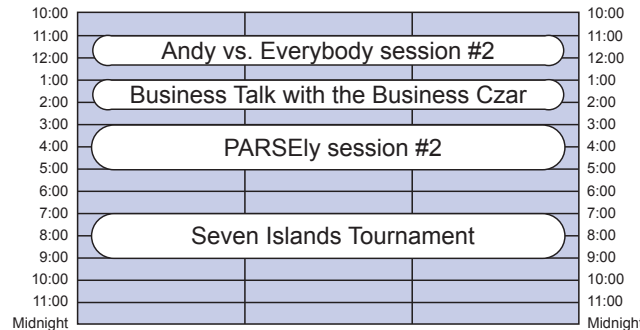 10:00 10:00
11:00 11:00
Andy vs. Everybody session #2
12:00 12:00
1:00 1:00
Business Talk with the Business Czar
2:00 2:00
3:00 3:00
4:00 PARSEly session #2 4:00
5:00 5:00
6:00 6:00
7:00 7:00
8:00 Seven Islands Tournament 8:00
9:00 9:00
10:00 10:00
11:00 11:00
Midnight Midnight